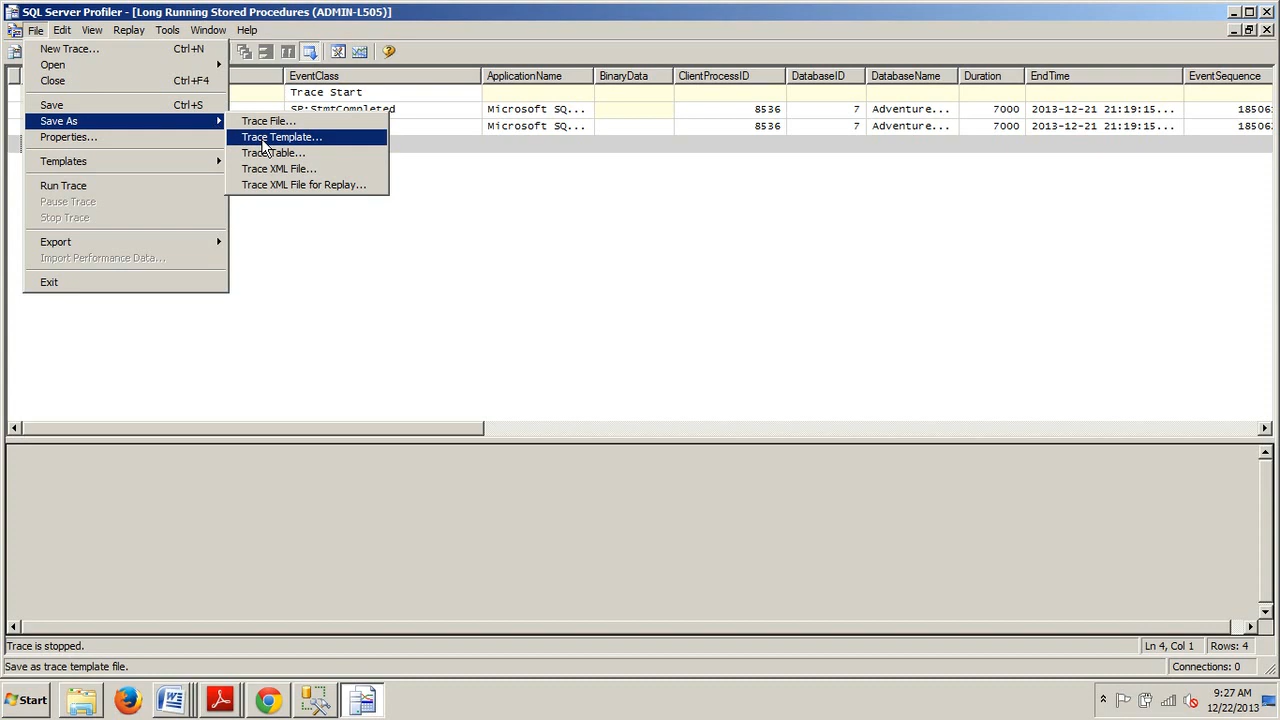 SQL Server Profiler - [Long Running Stored Procedures (ADMIN-L505)]
File Edit View Replay Tools Window Help
New Trace... Ctrl+N
Open
Close Ctrl+F4
Save Ctrl+S
Save As
Properties...
Templates
Run Trace
Pause Trace
Stop Trace
Export
Import Performance Data...
Exit
Trace File...
Trace Template...
Trace Table...
Trace XML File...
Trace XML File for Replay...
EventClass ApplicationName BinaryData ClientProcessID DatabaseID DatabaseName Duration EndTime EventSequence
Trace Start
SP:StmtCompleted Microsoft SQ... 8536 7 Adventure... 7000 2013-12-21 21:19:15... 18506
Microsoft SQ... 8536 7 Adventure... 7000 2013-12-21 21:19:15... 18506
Trace is stopped. Ln 4, Col 1 Rows: 4
Save as trace template file. Connections: 0
Start
9:27 AM
12/22/2013